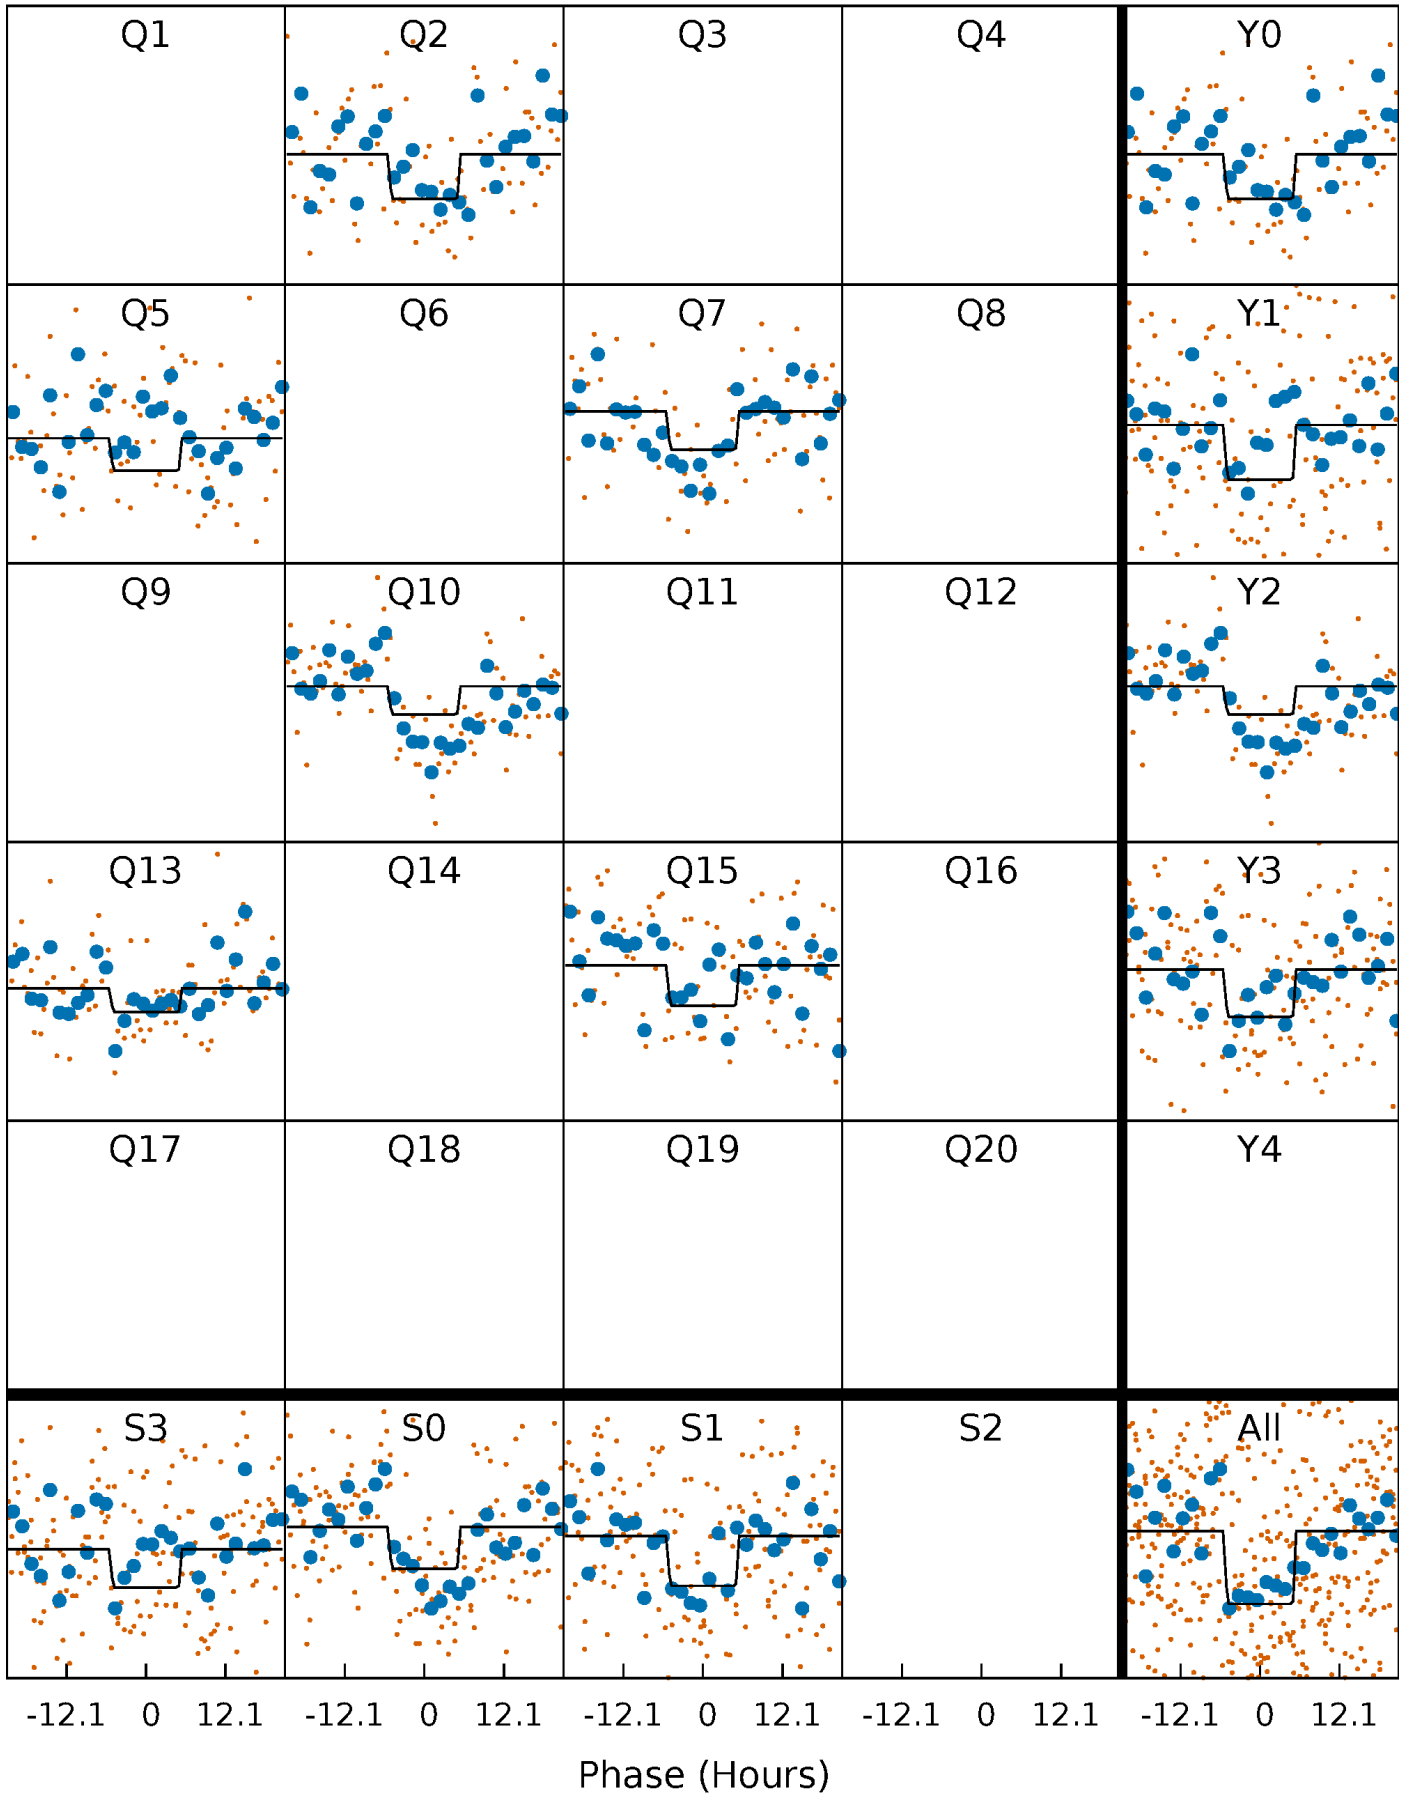 Q1 Q2 Q3 Q4 Y0
Q5 Q6 Q7 Q8 Y1
Q9 Q10 Q11 Q12 Y2
Q13 Q14 Q15 Q16 Y3
Q17 Q18 Q19 Q20 Y4
S3 S0 S1 S2 All
-12.1 0 12.1 -12.1 0 12.1 -12.1 0 12.1 -12.1 0 12.1 -12.1 0 12.1
Phase (Hours)